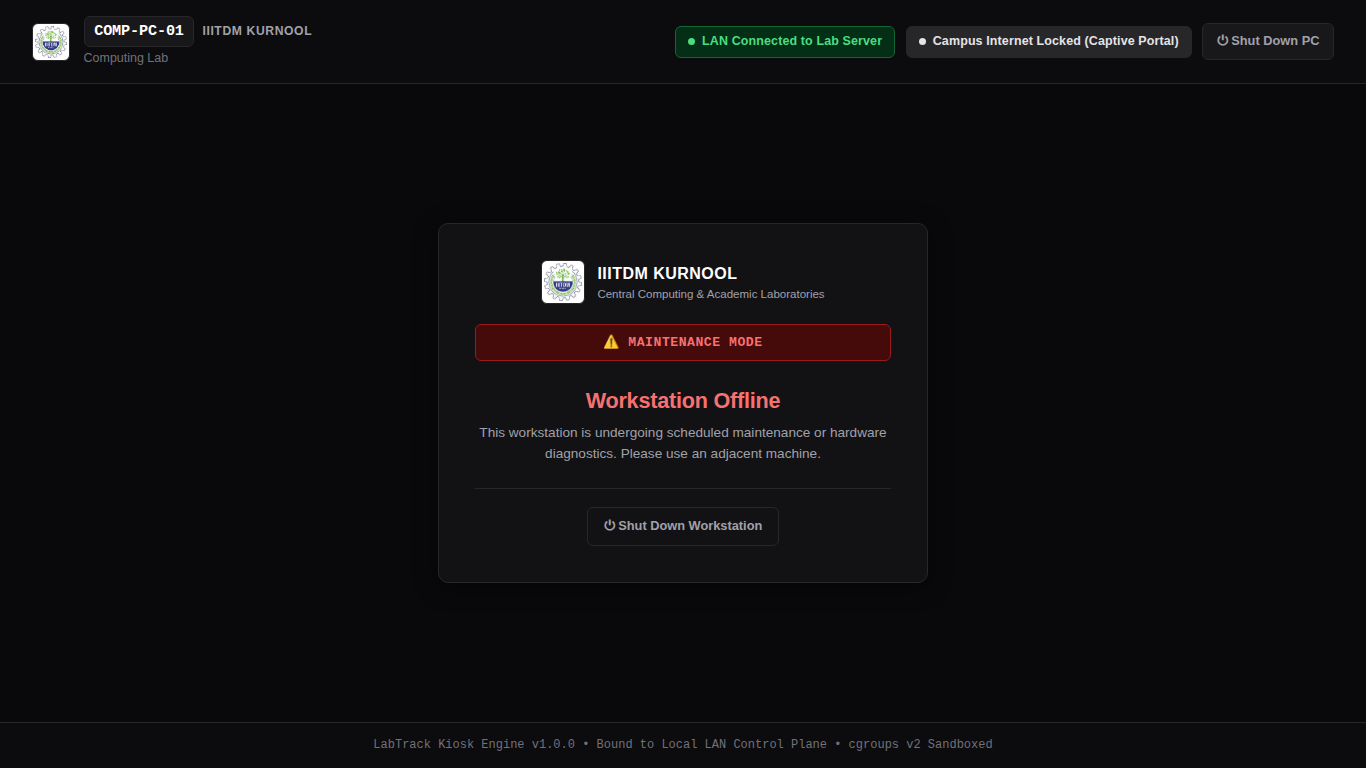 COMP-PC-01 IIITDM KURNOOL
Computing Lab
LAN Connected to Lab Server
Campus Internet Locked (Captive Portal)
Shut Down PC
IIITDM KURNOOL
Central Computing & Academic Laboratories
MAINTENANCE MODE
Workstation Offline
This workstation is undergoing scheduled maintenance or hardware
diagnostics. Please use an adjacent machine.
Shut Down Workstation
LabTrack Kiosk Engine v1.0.0 • Bound to Local LAN Control Plane • cgroups v2 Sandboxed